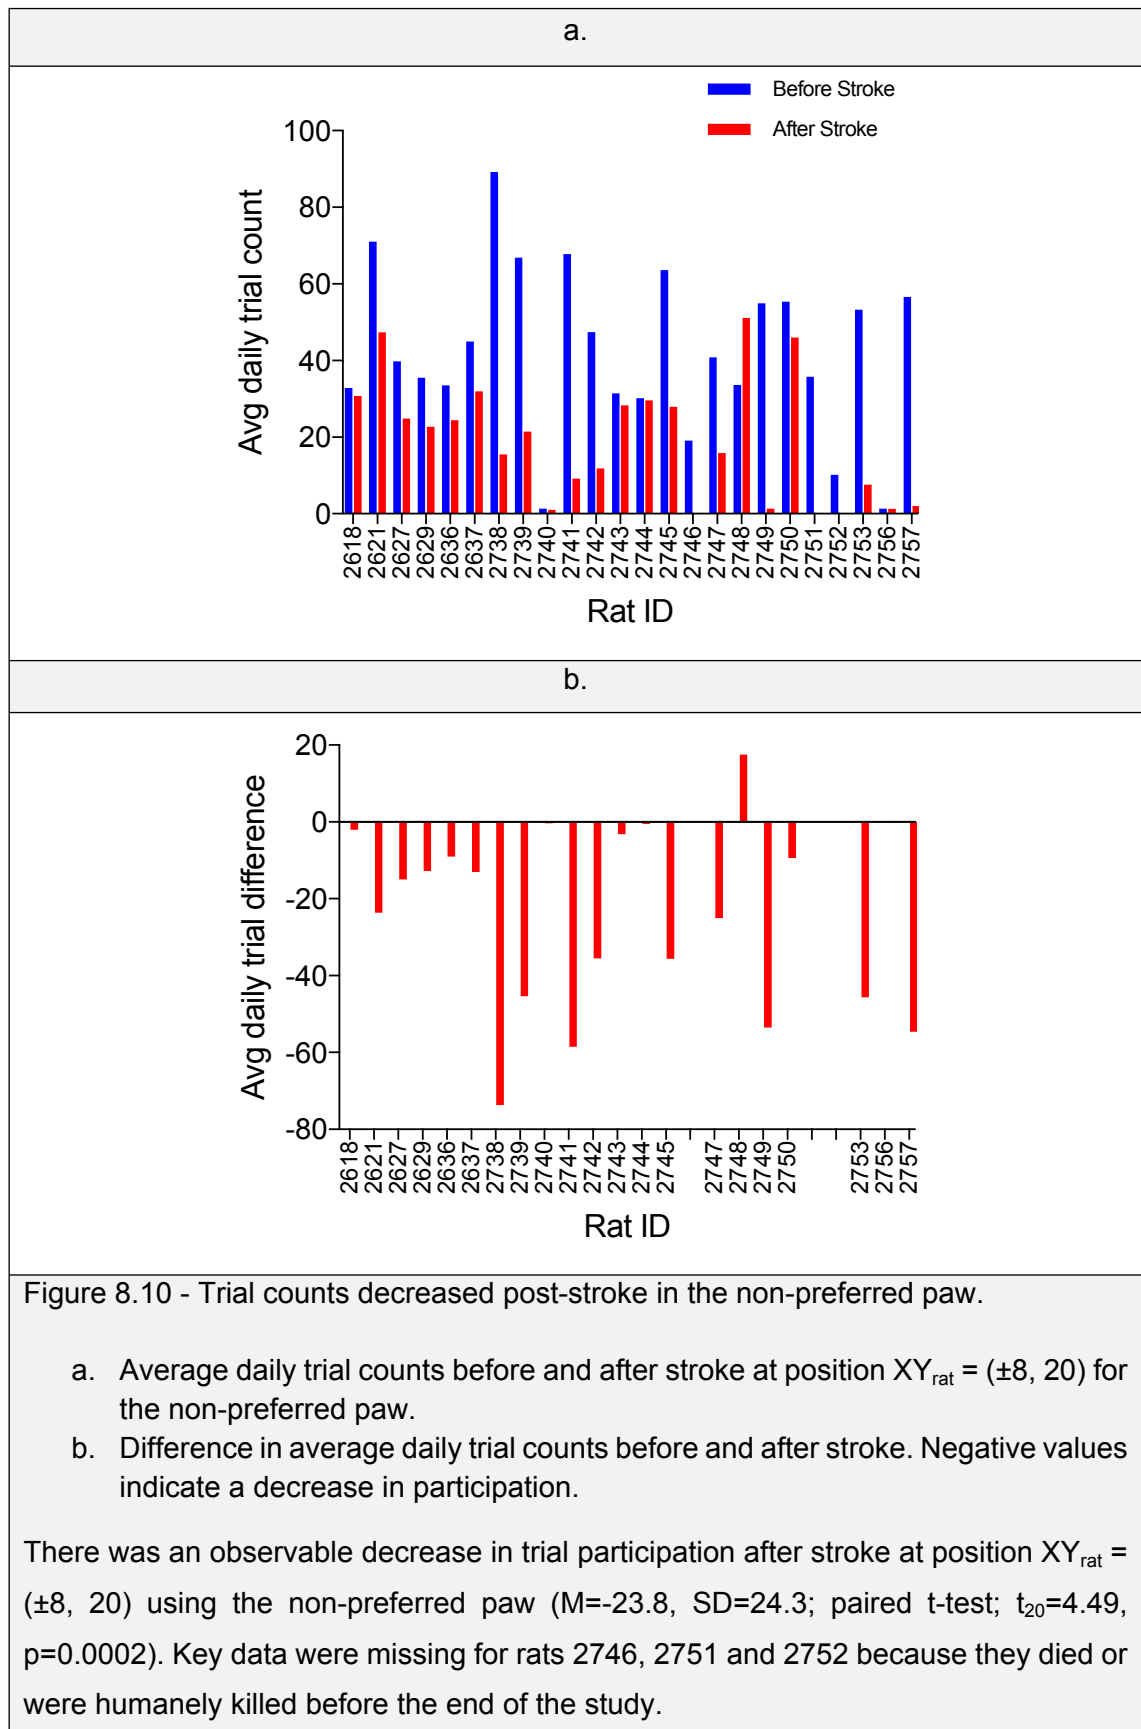 a.
Before Stroke
After Stroke
100
80
60
40
20
0
Avg daily trial count
2618 2621 2627 2629 2636 2637 2738 2739 2740 2741 2742 2743 2744 2745 2746 2747 2748 2749 2750 2751 2752 2753 2756 2757
Rat ID
b.
20
0
-20
-40
-60
-80
Avg daily trial difference
2618 2621 2627 2629 2636 2637 2738 2739 2740 2741 2742 2743 2744 2745 2747 2748 2749 2750 2753 2756 2757
Rat ID
Figure 8.10 - Trial counts decreased post-stroke in the non-preferred paw.
a. Average daily trial counts before and after stroke at position XYrat = (±8, 20) for
the non-preferred paw.
b. Difference in average daily trial counts before and after stroke. Negative values
indicate a decrease in participation.
There was an observable decrease in trial participation after stroke at position XYrat =
(±8, 20) using the non-preferred paw (M=-23.8, SD=24.3; paired t-test; t20=4.49,
p=0.0002). Key data were missing for rats 2746, 2751 and 2752 because they died or
were humanely killed before the end of the study.